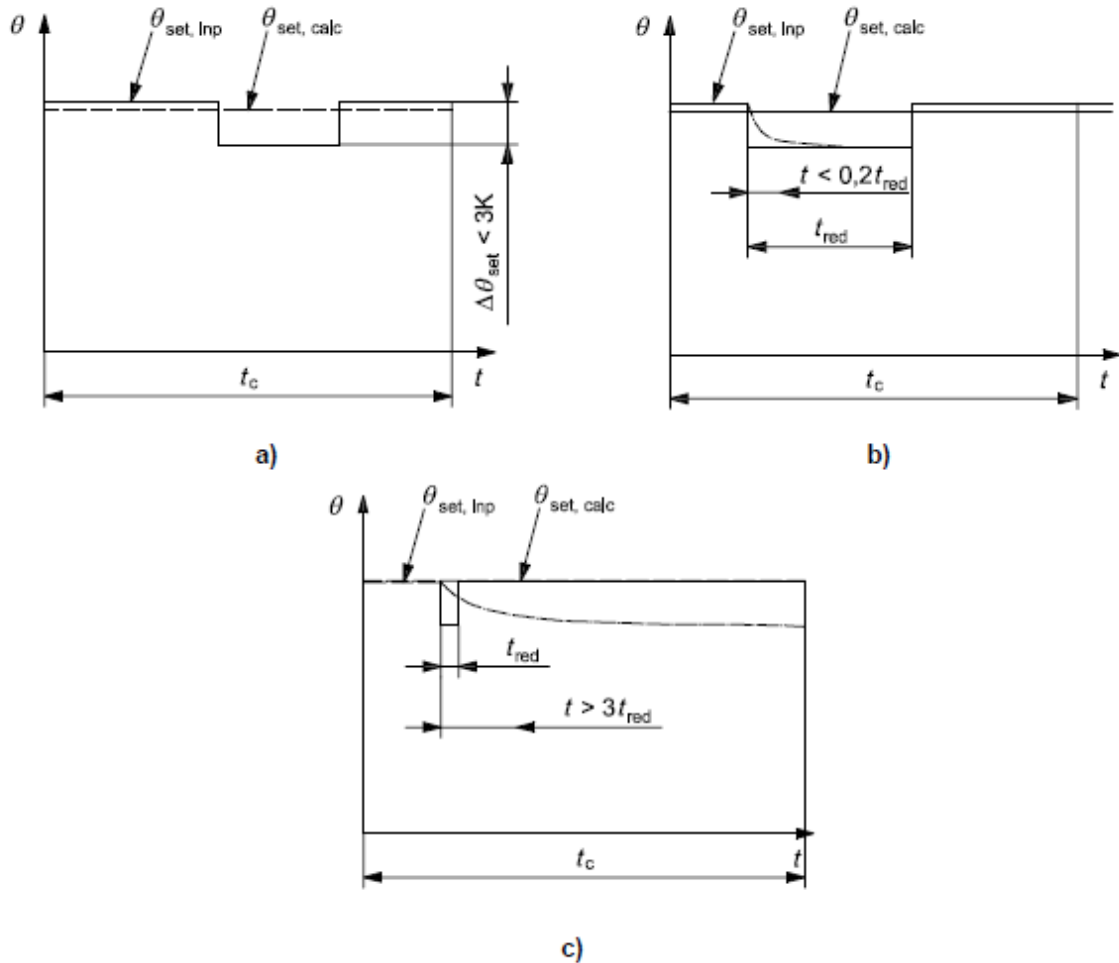 θ θset, Inp θset, calc
Δθset < 3K
tc t
a)
θ θset, Inp θset, calc
t < 0,2tred
tred
tc t
b)
θ θset, Inp θset, calc
tred
t > 3tred
tc t
c)